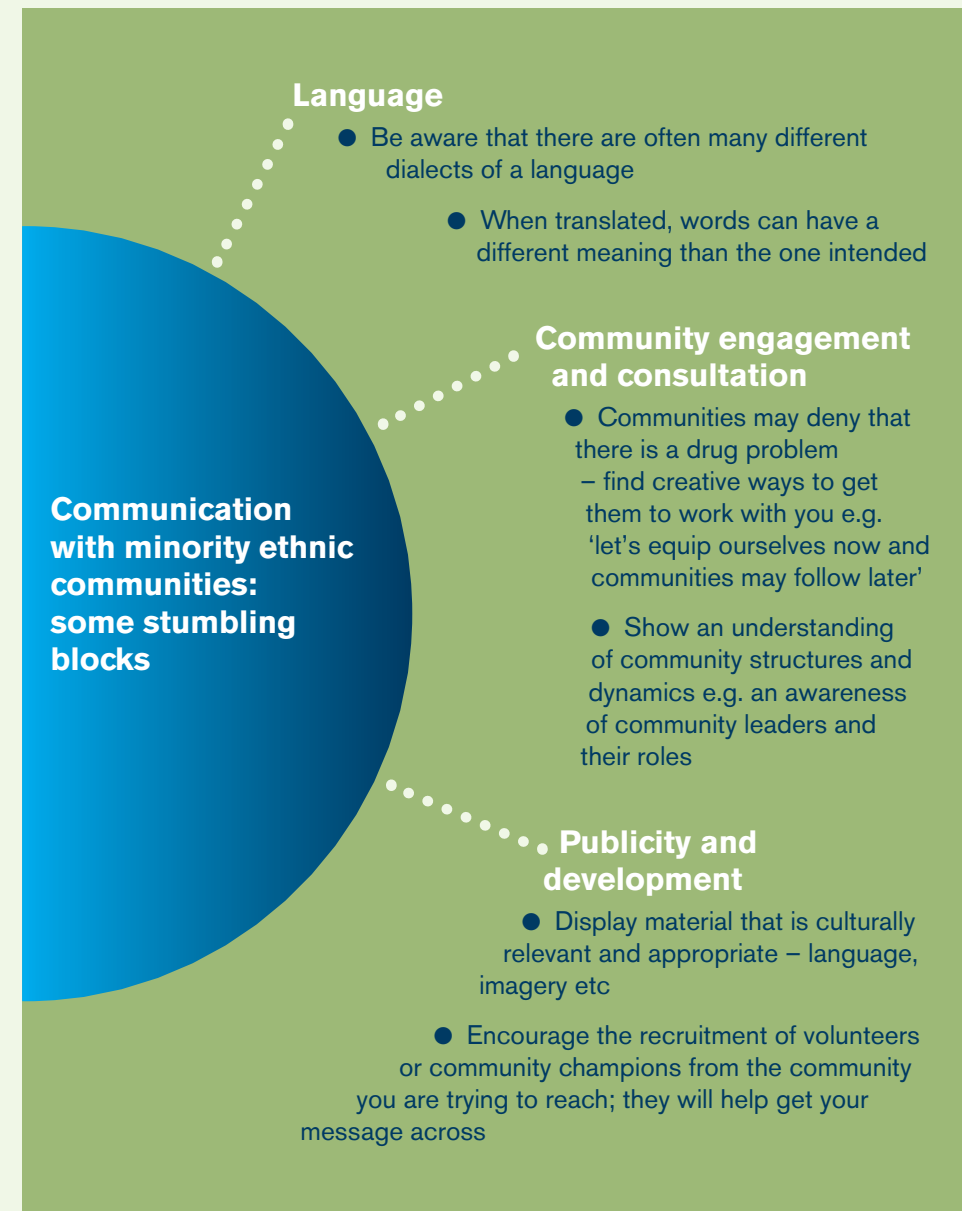 Communication
with minority ethnic
communities:
some stumbling
blocks
Language
● Be aware that there are often many different
dialects of a language
● When translated, words can have a
different meaning than the one intended
Community engagement
and consultation
● Communities may deny that
there is a drug problem
– find creative ways to get
them to work with you e.g.
‘let’s equip ourselves now and
communities may follow later’
● Show an understanding
of community structures and
dynamics e.g. an awareness
of community leaders and
their roles
Publicity and
development
● Display material that is culturally
relevant and appropriate – language,
imagery etc
● Encourage the recruitment of volunteers
or community champions from the community
you are trying to reach; they will help get your
message across